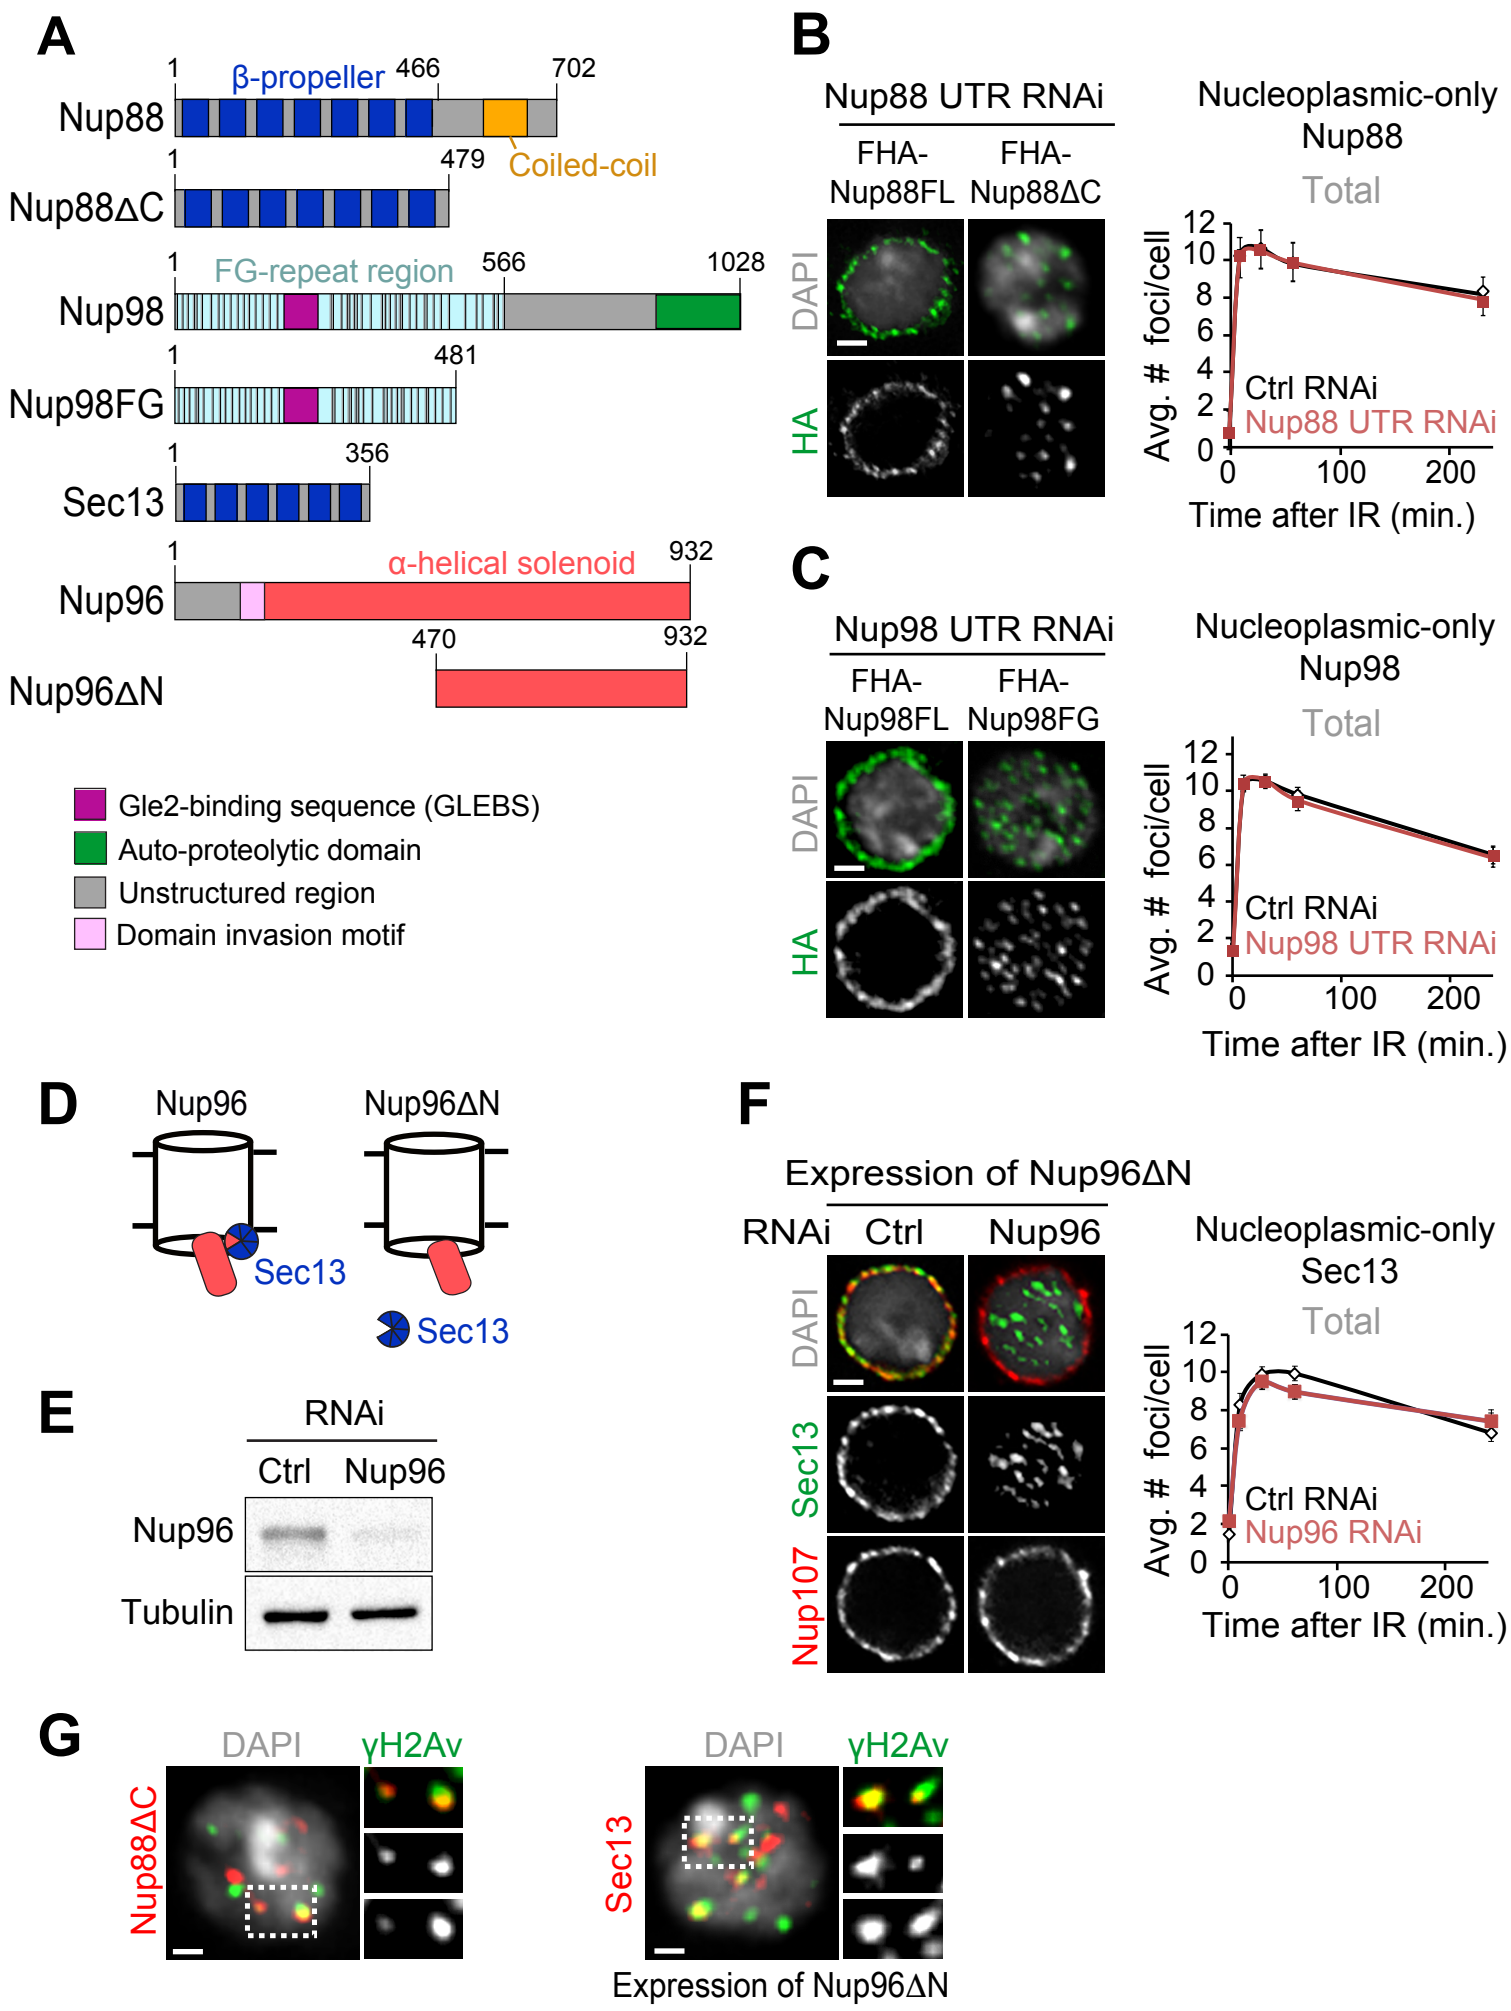 A
1
β-propeller
466
702
Nup88
Coiled-coil
1
479
Nup88ΔC
1
FG-repeat region
566
1028
Nup98
1
481
Nup98FG
1
356
Sec13
1
α-helical solenoid
932
Nup96
470
932
Nup96ΔN
Gle2-binding sequence (GLEBS)
Auto-proteolytic domain
Unstructured region
Domain invasion motif
B
Nup88 UTR RNAi
FHA-
Nup88FL
FHA-
Nup88ΔC
DAPI
HA
Nucleoplasmic-only
Nup88
Total
Avg. # foci/cell
12
10
8
6
4
2
0
Ctrl RNAi
Nup88 UTR RNAi
0 100 200
Time after IR (min.)
C
Nup98 UTR RNAi
FHA-
Nup98FL
FHA-
Nup98FG
DAPI
HA
Nucleoplasmic-only
Nup98
Total
Avg. # foci/cell
12
10
8
6
4
2
0
Ctrl RNAi
Nup98 UTR RNAi
0 100 200
Time after IR (min.)
D
Nup96
Sec13
Nup96ΔN
Sec13
E
RNAi
Ctrl Nup96
Nup96
Tubulin
F
Expression of Nup96ΔN
RNAi Ctrl Nup96
DAPI
Sec13
Nup107
Nucleoplasmic-only
Sec13
Total
Avg. # foci/cell
12
10
8
6
4
2
0
Ctrl RNAi
Nup96 RNAi
0 100 200
Time after IR (min.)
G
DAPI γH2Av
Nup88ΔC
DAPI γH2Av
Sec13
Expression of Nup96ΔN